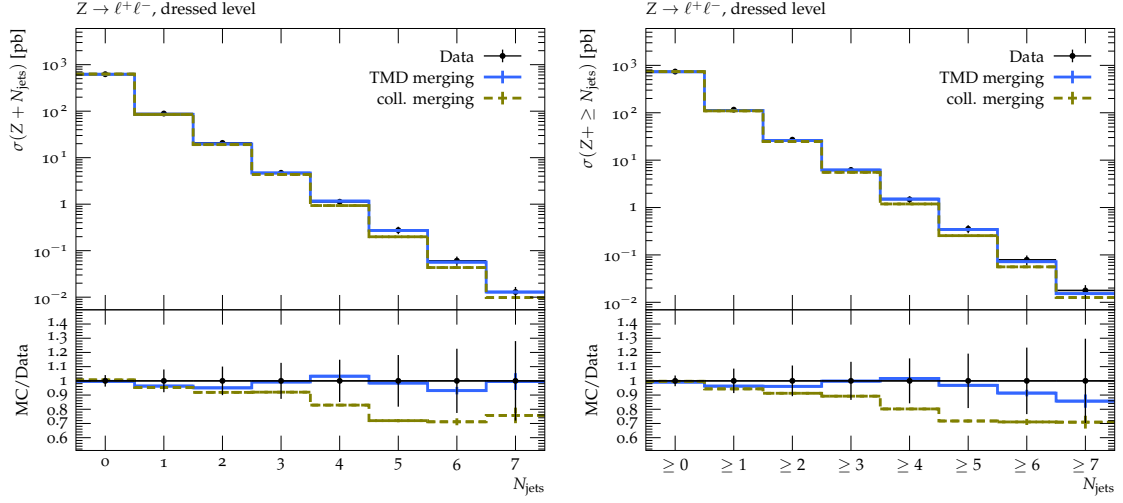 Z → ℓ⁺ℓ⁻, dressed level
σ(Z + N_jets) [pb]
Data
TMD merging
coll. merging
10³
10²
10¹
1
10⁻¹
10⁻²
MC/Data
1.4
1.3
1.2
1.1
1
0.9
0.8
0.7
0.6
0 1 2 3 4 5 6 7
N_jets
Z → ℓ⁺ℓ⁻, dressed level
σ(Z+ ≥ N_jets) [pb]
Data
TMD merging
coll. merging
10³
10²
10¹
1
10⁻¹
10⁻²
MC/Data
1.4
1.3
1.2
1.1
1
0.9
0.8
0.7
0.6
≥ 0 ≥ 1 ≥ 2 ≥ 3 ≥ 4 ≥ 5 ≥ 6 ≥ 7
N_jets